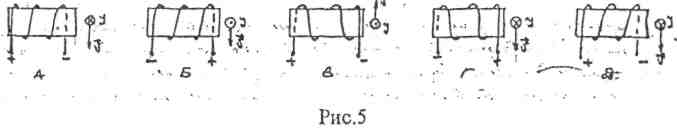 y y y y y
+ - - + + - - + + -
А Б В Г Д.
Рис.5